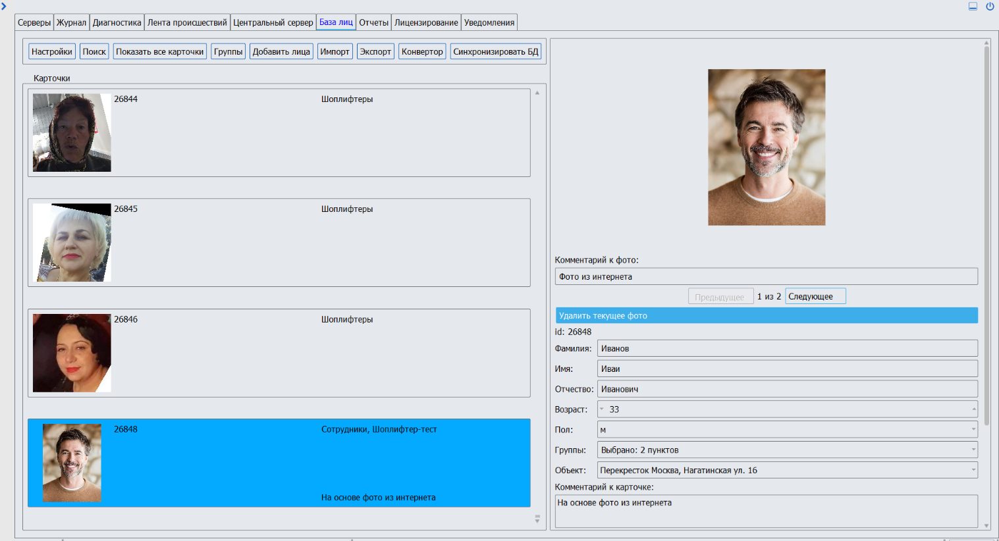 Серверы Журнал Диагностика Лента происшествий Центральный сервер База лиц Отчеты Лицензирование Уведомления
Настройки Поиск Показать все карточки Группы Добавить лица Импорт Экспорт Конвертор Синхронизировать БД
Карточки
26844 Шоплифтеры
26845 Шоплифтеры
26846 Шоплифтеры
26848 Сотрудники, Шоплифтер-тест
На основе фото из интернета
Комментарий к фото:
Фото из интернета
Предыдущее 1 из 2 Следующее
Удалить текущее фото
id: 26848
Фамилия: Иванов
Имя: Иваи
Отчество: Иванович
Возраст: 33
Пол: м
Группы: Выбрано: 2 пунктов
Объект: Перекресток Москва, Нагатинская ул. 16
Комментарий к карточке:
На основе фото из интернета